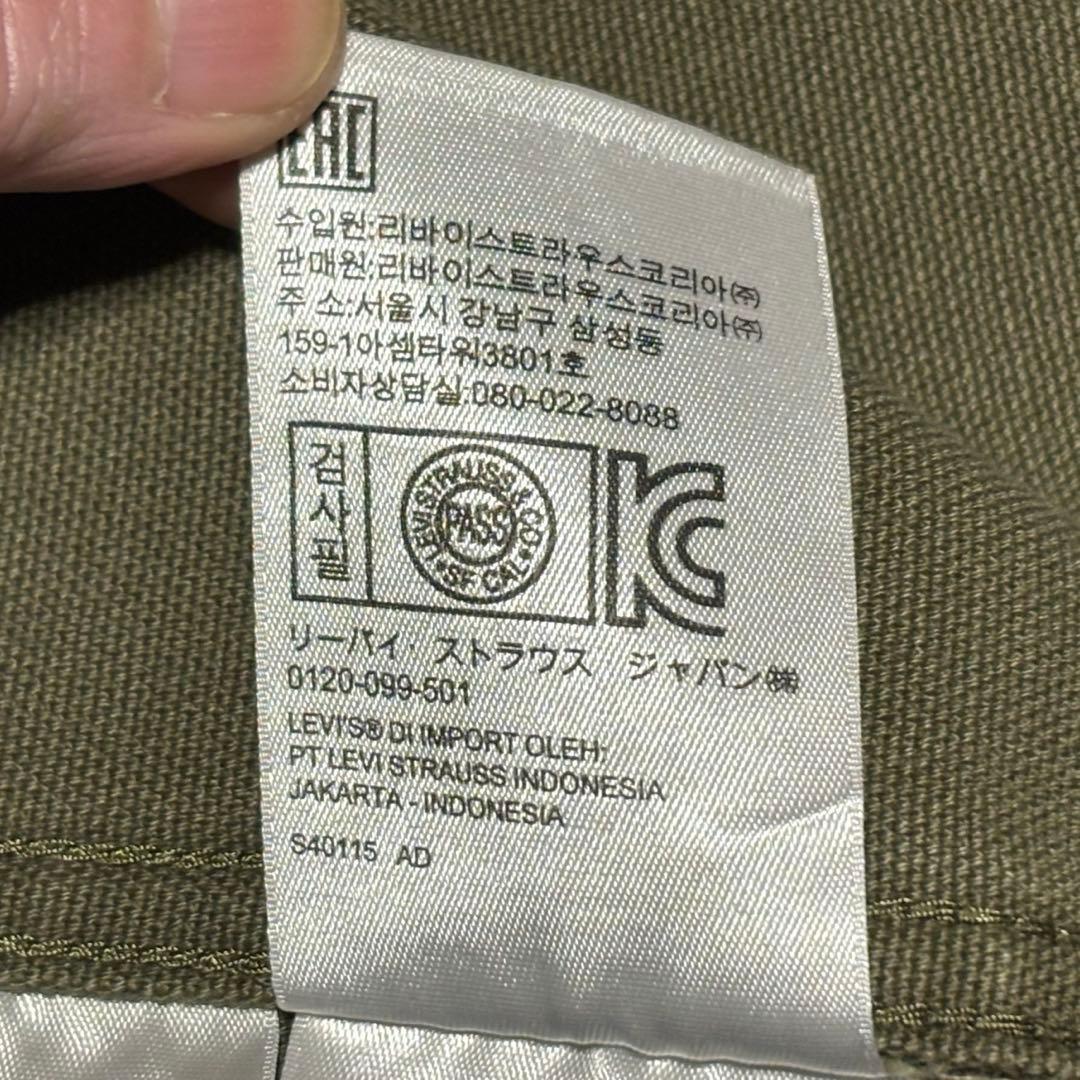 EAC
수입원:리바이스트라우스코리아㈜
판매원:리바이스트라우스코리아㈜
주 소:서울시 강남구 삼성동
159-1아셈타워3801호
소비자상담실:080-022-8088
검사필
LEVI STRAUSS & CO
PASS
SF CAL
KC
リーバイ・ストラウス ジャパン㈱
0120-099-501
LEVI'S® DI IMPORT OLEH:
PT LEVI STRAUSS INDONESIA
JAKARTA - INDONESIA
S40115 AD